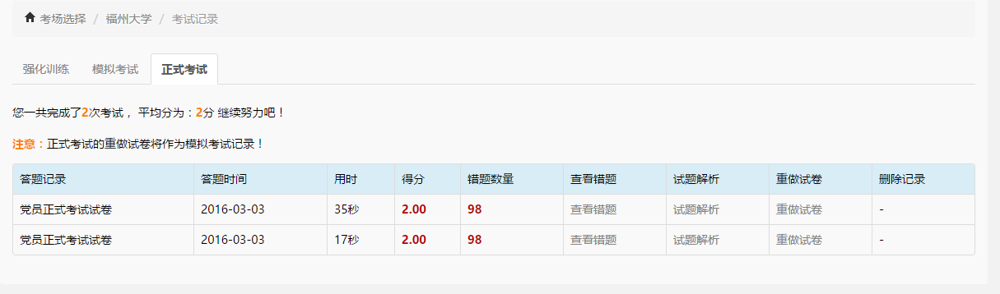 考场选择 / 福州大学 / 考试记录
强化训练 模拟考试 正式考试
您一共完成了2次考试， 平均分为：2分 继续努力吧！
注意：正式考试的重做试卷将作为模拟考试记录！
答题记录 答题时间 用时 得分 错题数量 查看错题 试题解析 重做试卷 删除记录
党员正式考试试卷 2016-03-03 35秒 2.00 98 查看错题 试题解析 重做试卷 -
党员正式考试试卷 2016-03-03 17秒 2.00 98 查看错题 试题解析 重做试卷 -